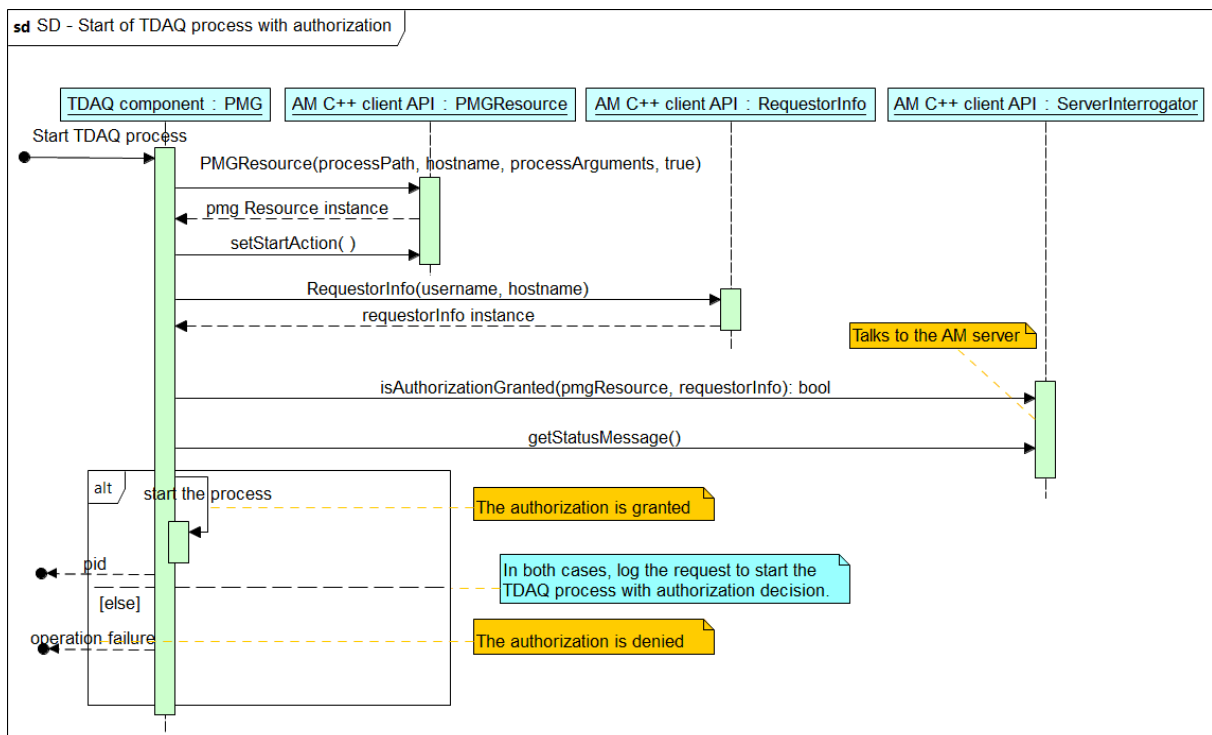 sd SD - Start of TDAQ process with authorization
TDAQ component : PMG
AM C++ client API : PMGResource
AM C++ client API : RequestorInfo
AM C++ client API : ServerInterrogator
Start TDAQ process
PMGResource(processPath, hostname, processArguments, true)
pmg Resource instance
setStartAction( )
RequestorInfo(username, hostname)
requestorInfo instance
Talks to the AM server
isAuthorizationGranted(pmgResource, requestorInfo): bool
getStatusMessage()
alt
start the process
The authorization is granted
pid
In both cases, log the request to start the
TDAQ process with authorization decision.
[else]
operation failure
The authorization is denied